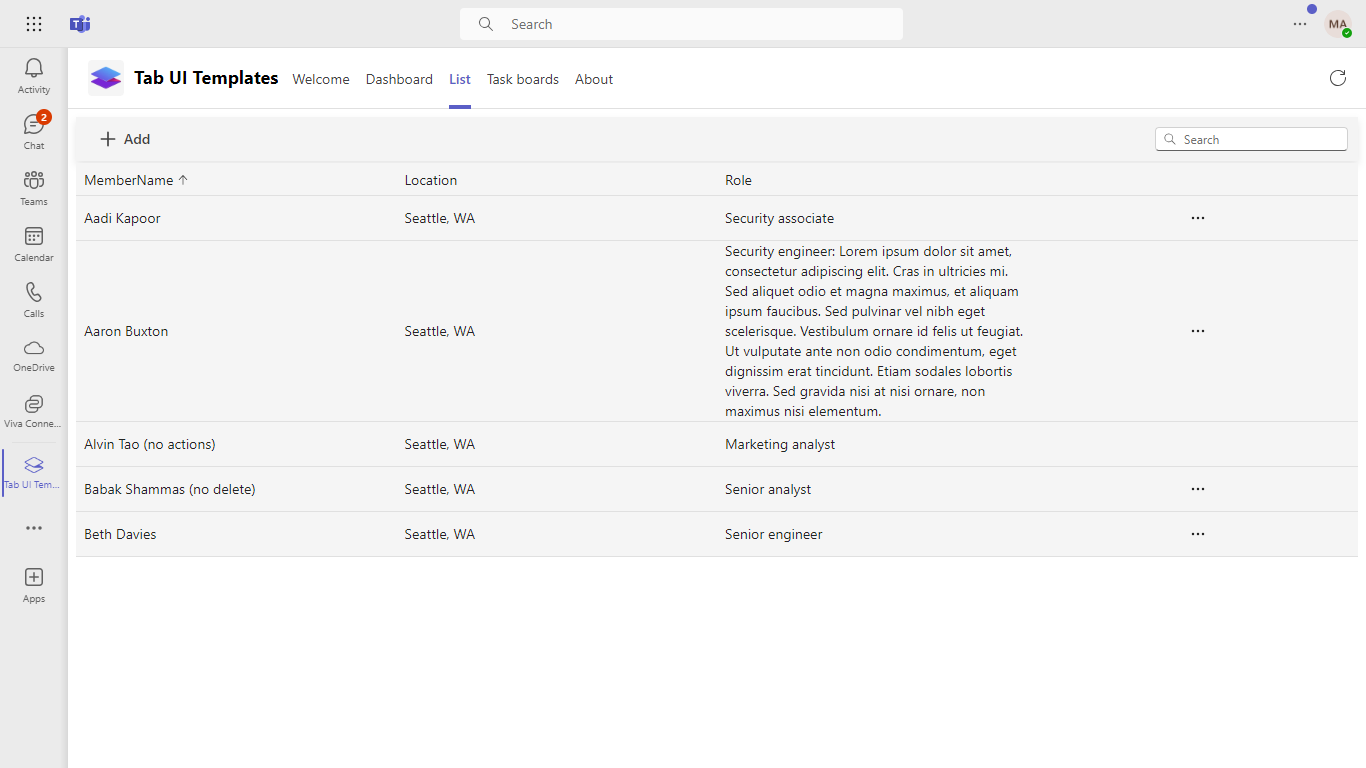 Search
MA
Activity
2
Chat
Teams
Calendar
Calls
OneDrive
Viva Conne...
Tab UI Tem...
Apps
Tab UI Templates
Welcome
Dashboard
List
Task boards
About
Add
Search
MemberName Location Role
Aadi Kapoor Seattle, WA Security associate
Aaron Buxton Seattle, WA
Security engineer: Lorem ipsum dolor sit amet,
consectetur adipiscing elit. Cras in ultricies mi.
Sed aliquet odio et magna maximus, et aliquam
ipsum faucibus. Sed pulvinar vel nibh eget
scelerisque. Vestibulum ornare id felis ut feugiat.
Ut vulputate ante non odio condimentum, eget
dignissim erat tincidunt. Etiam sodales lobortis
viverra. Sed gravida nisi at nisi ornare, non
maximus nisi elementum.
Alvin Tao (no actions) Seattle, WA Marketing analyst
Babak Shammas (no delete) Seattle, WA Senior analyst
Beth Davies Seattle, WA Senior engineer